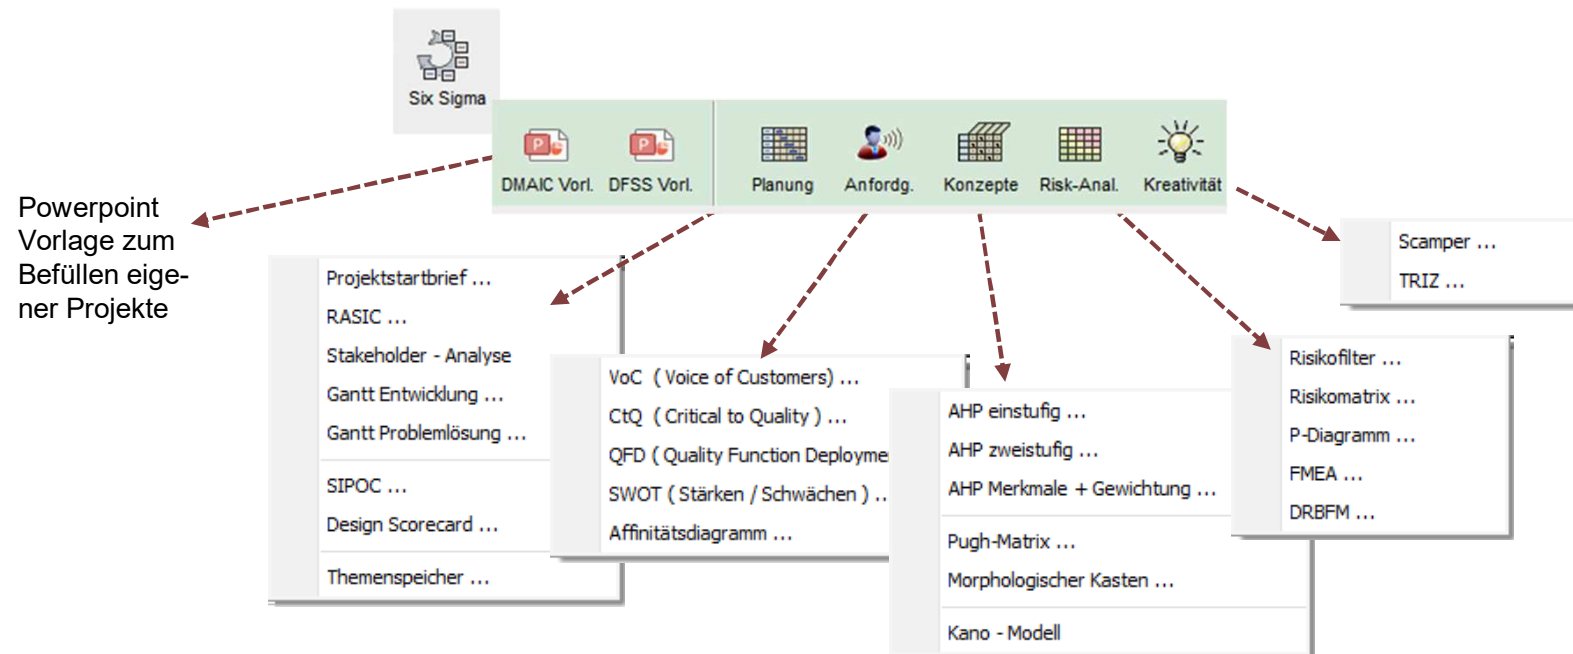 Six Sigma
DMAIC Vorl.
DFSS Vorl.
Planung
Anfordg.
Konzepte
Risk-Anal.
Kreativität
Powerpoint
Vorlage zum
Befüllen eige-
ner Projekte
Projektstartbrief ...
RASIC ...
Stakeholder - Analyse
Gantt Entwicklung ...
Gantt Problemlösung ...
SIPOC ...
Design Scorecard ...
Themenspeicher ...
VoC ( Voice of Customers) ...
CtQ ( Critical to Quality ) ...
QFD ( Quality Function Deployme
SWOT ( Stärken / Schwächen ) ..
Affinitätsdiagramm ...
AHP einstufig ...
AHP zweistufig ...
AHP Merkmale + Gewichtung ...
Pugh-Matrix ...
Morphologischer Kasten ...
Kano - Modell
Risikofilter ...
Risikomatrix ...
P-Diagramm ...
FMEA ...
DRBFM ...
Scamper ...
TRIZ ...